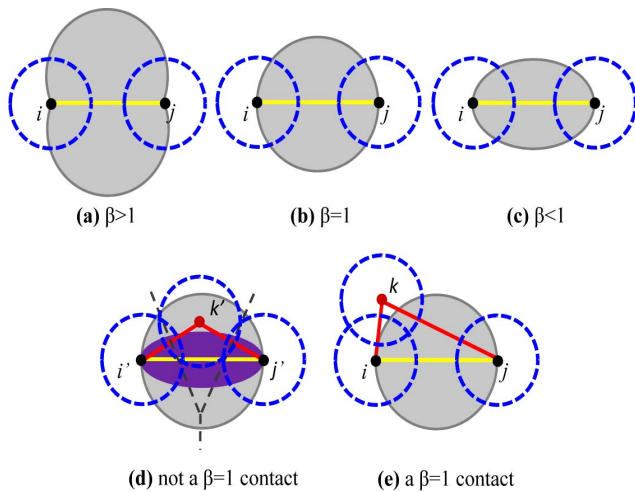 i j
i j
i j
(a) β>1 (b) β=1 (c) β<1
k′
i’ j’
k
i j
(d) not a β=1 contact (e) a β=1 contact